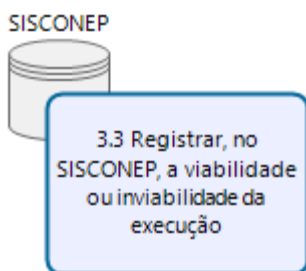 SISCONEP
3.3 Registrar, no
SISCONEP, a viabilidade
ou inviabilidade da
execução